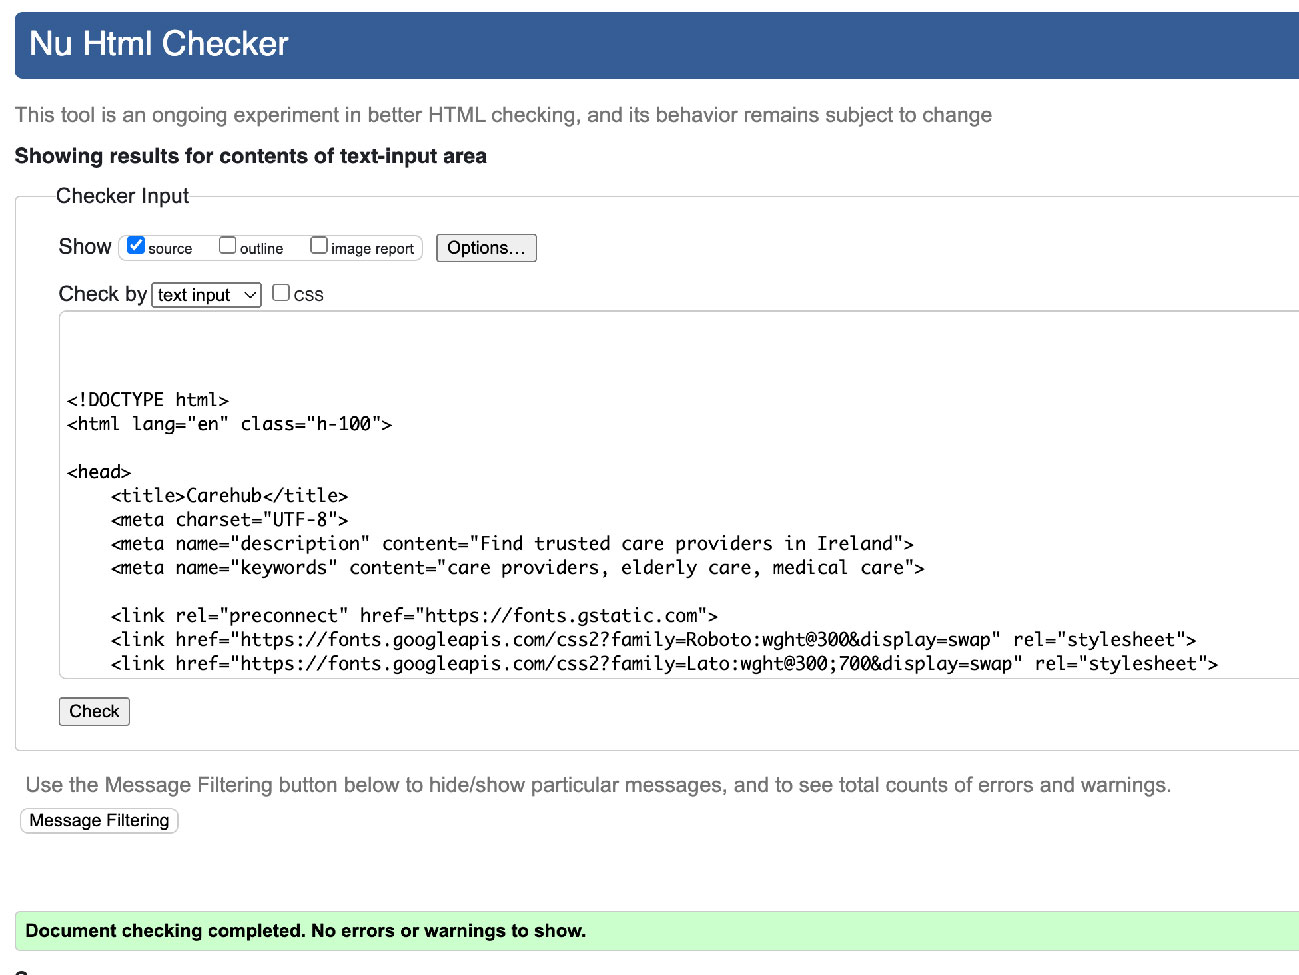 Nu Html Checker
This tool is an ongoing experiment in better HTML checking, and its behavior remains subject to change
Showing results for contents of text-input area
Checker Input
Show source outline image report Options...
Check by text input CSS
<!DOCTYPE html>
<html lang="en" class="h-100">
<head>
<title>Carehub</title>
<meta charset="UTF-8">
<meta name="description" content="Find trusted care providers in Ireland">
<meta name="keywords" content="care providers, elderly care, medical care">
<link rel="preconnect" href="https://fonts.gstatic.com">
<link href="https://fonts.googleapis.com/css2?family=Roboto:wght@300&display=swap" rel="stylesheet">
<link href="https://fonts.googleapis.com/css2?family=Lato:wght@300;700&display=swap" rel="stylesheet">
Check
Use the Message Filtering button below to hide/show particular messages, and to see total counts of errors and warnings.
Message Filtering
Document checking completed. No errors or warnings to show.